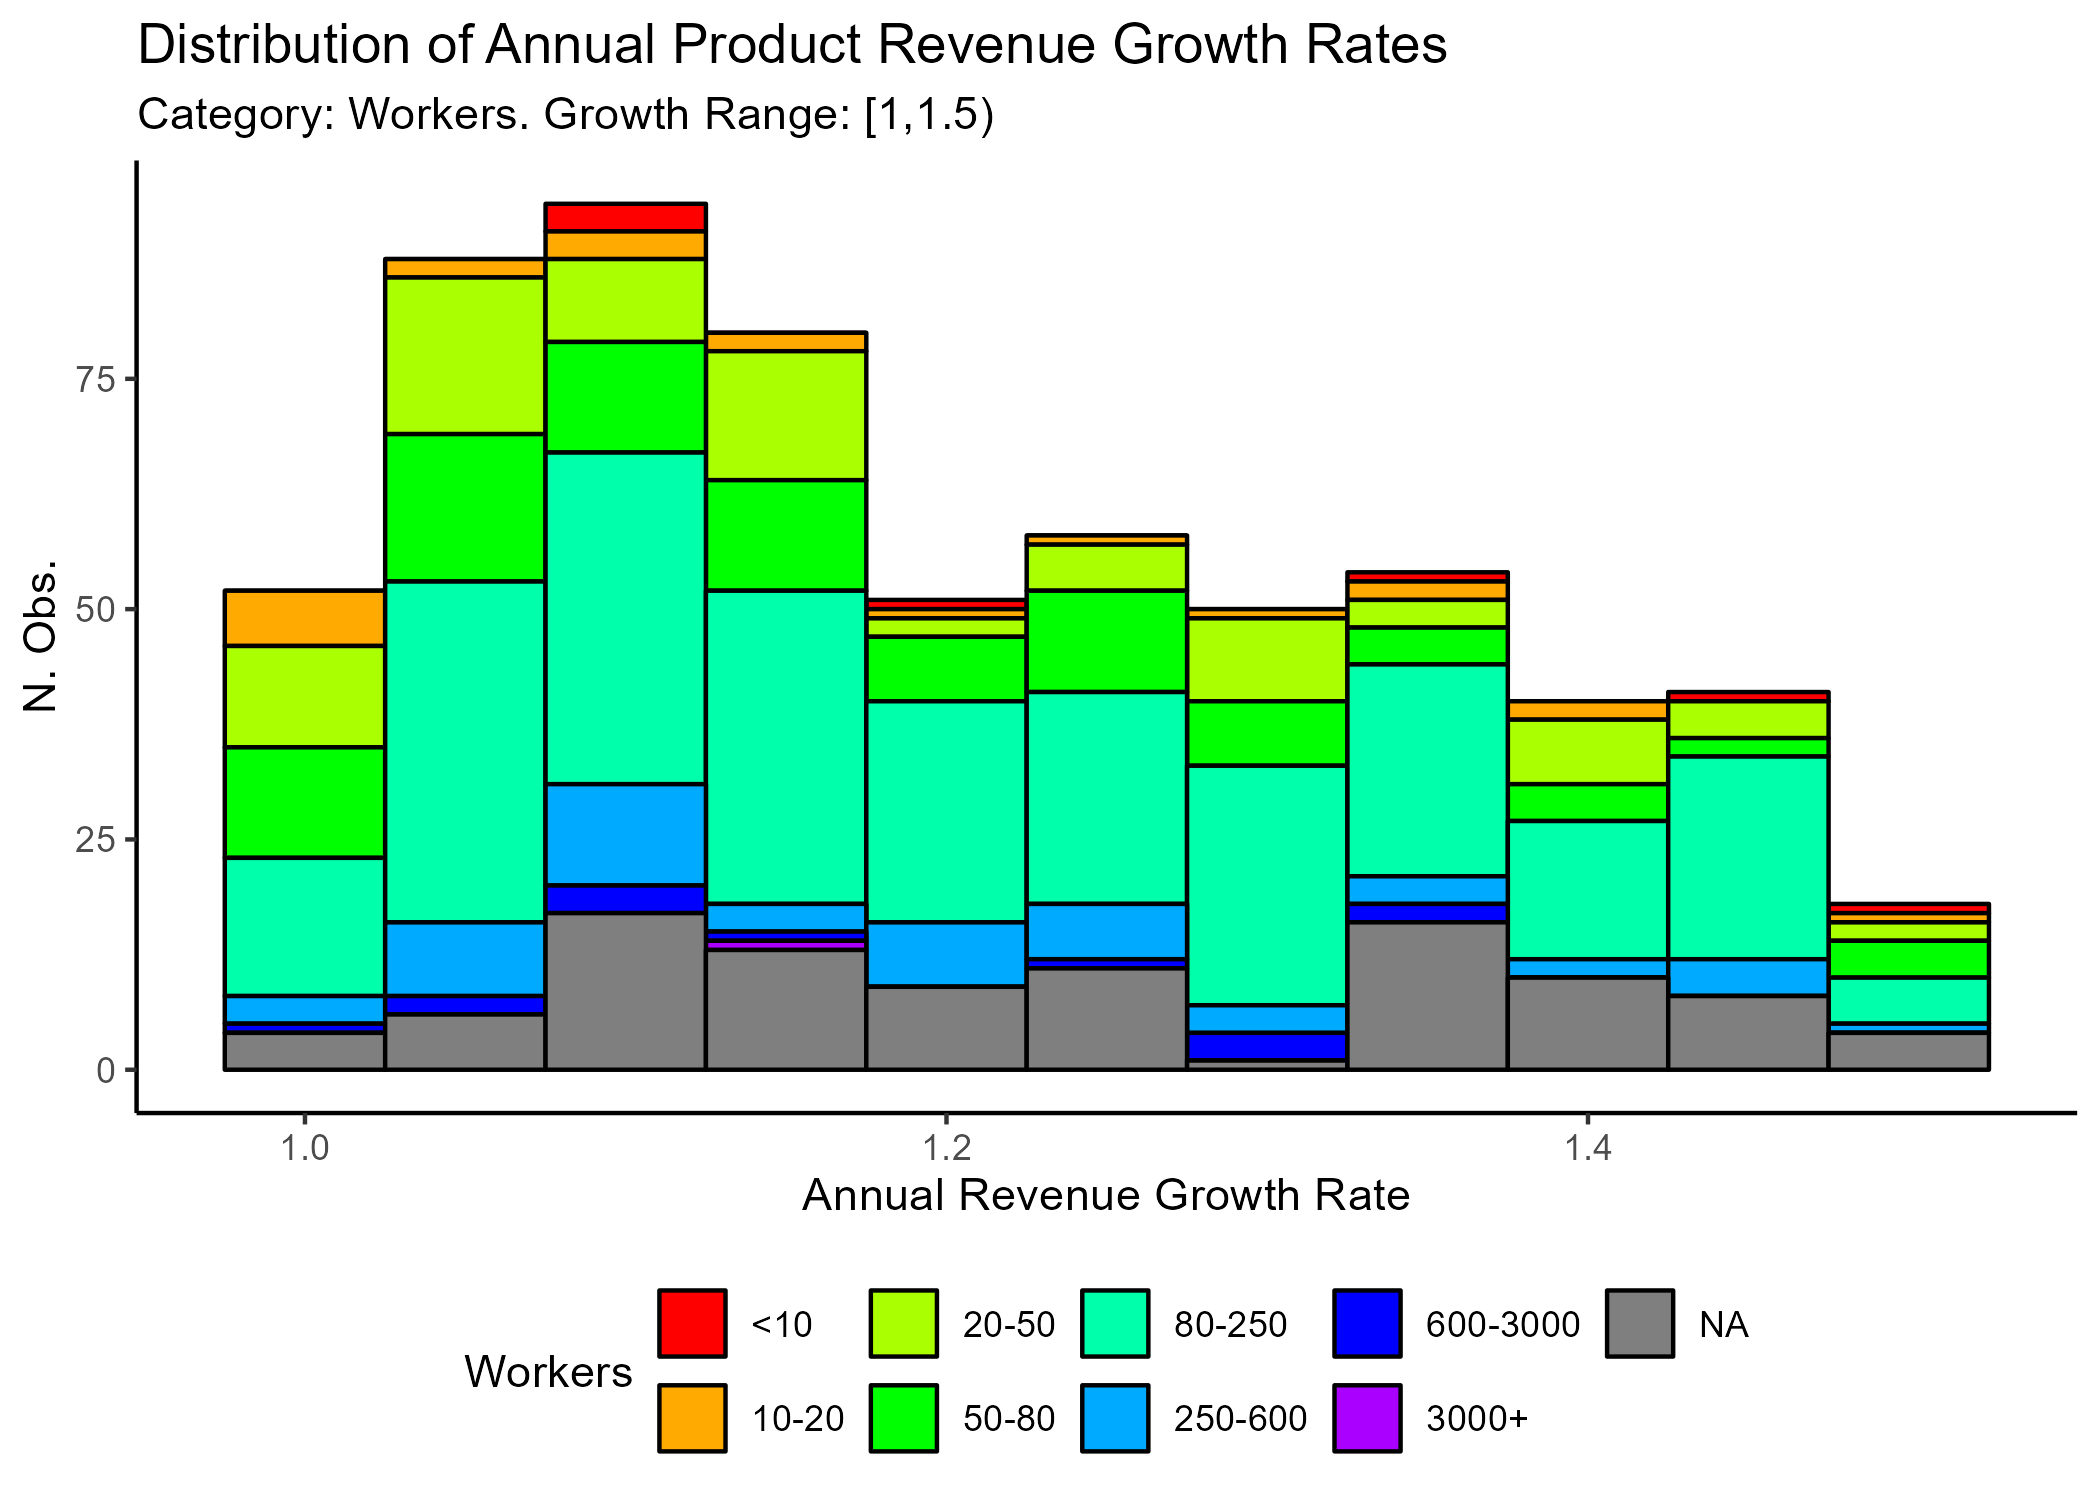 Distribution of Annual Product Revenue Growth Rates
Category: Workers. Growth Range: [1,1.5)
N. Obs.
75
50
25
0
1.0 1.2 1.4
Annual Revenue Growth Rate
Workers
<10 20-50 80-250 600-3000 NA
10-20 50-80 250-600 3000+